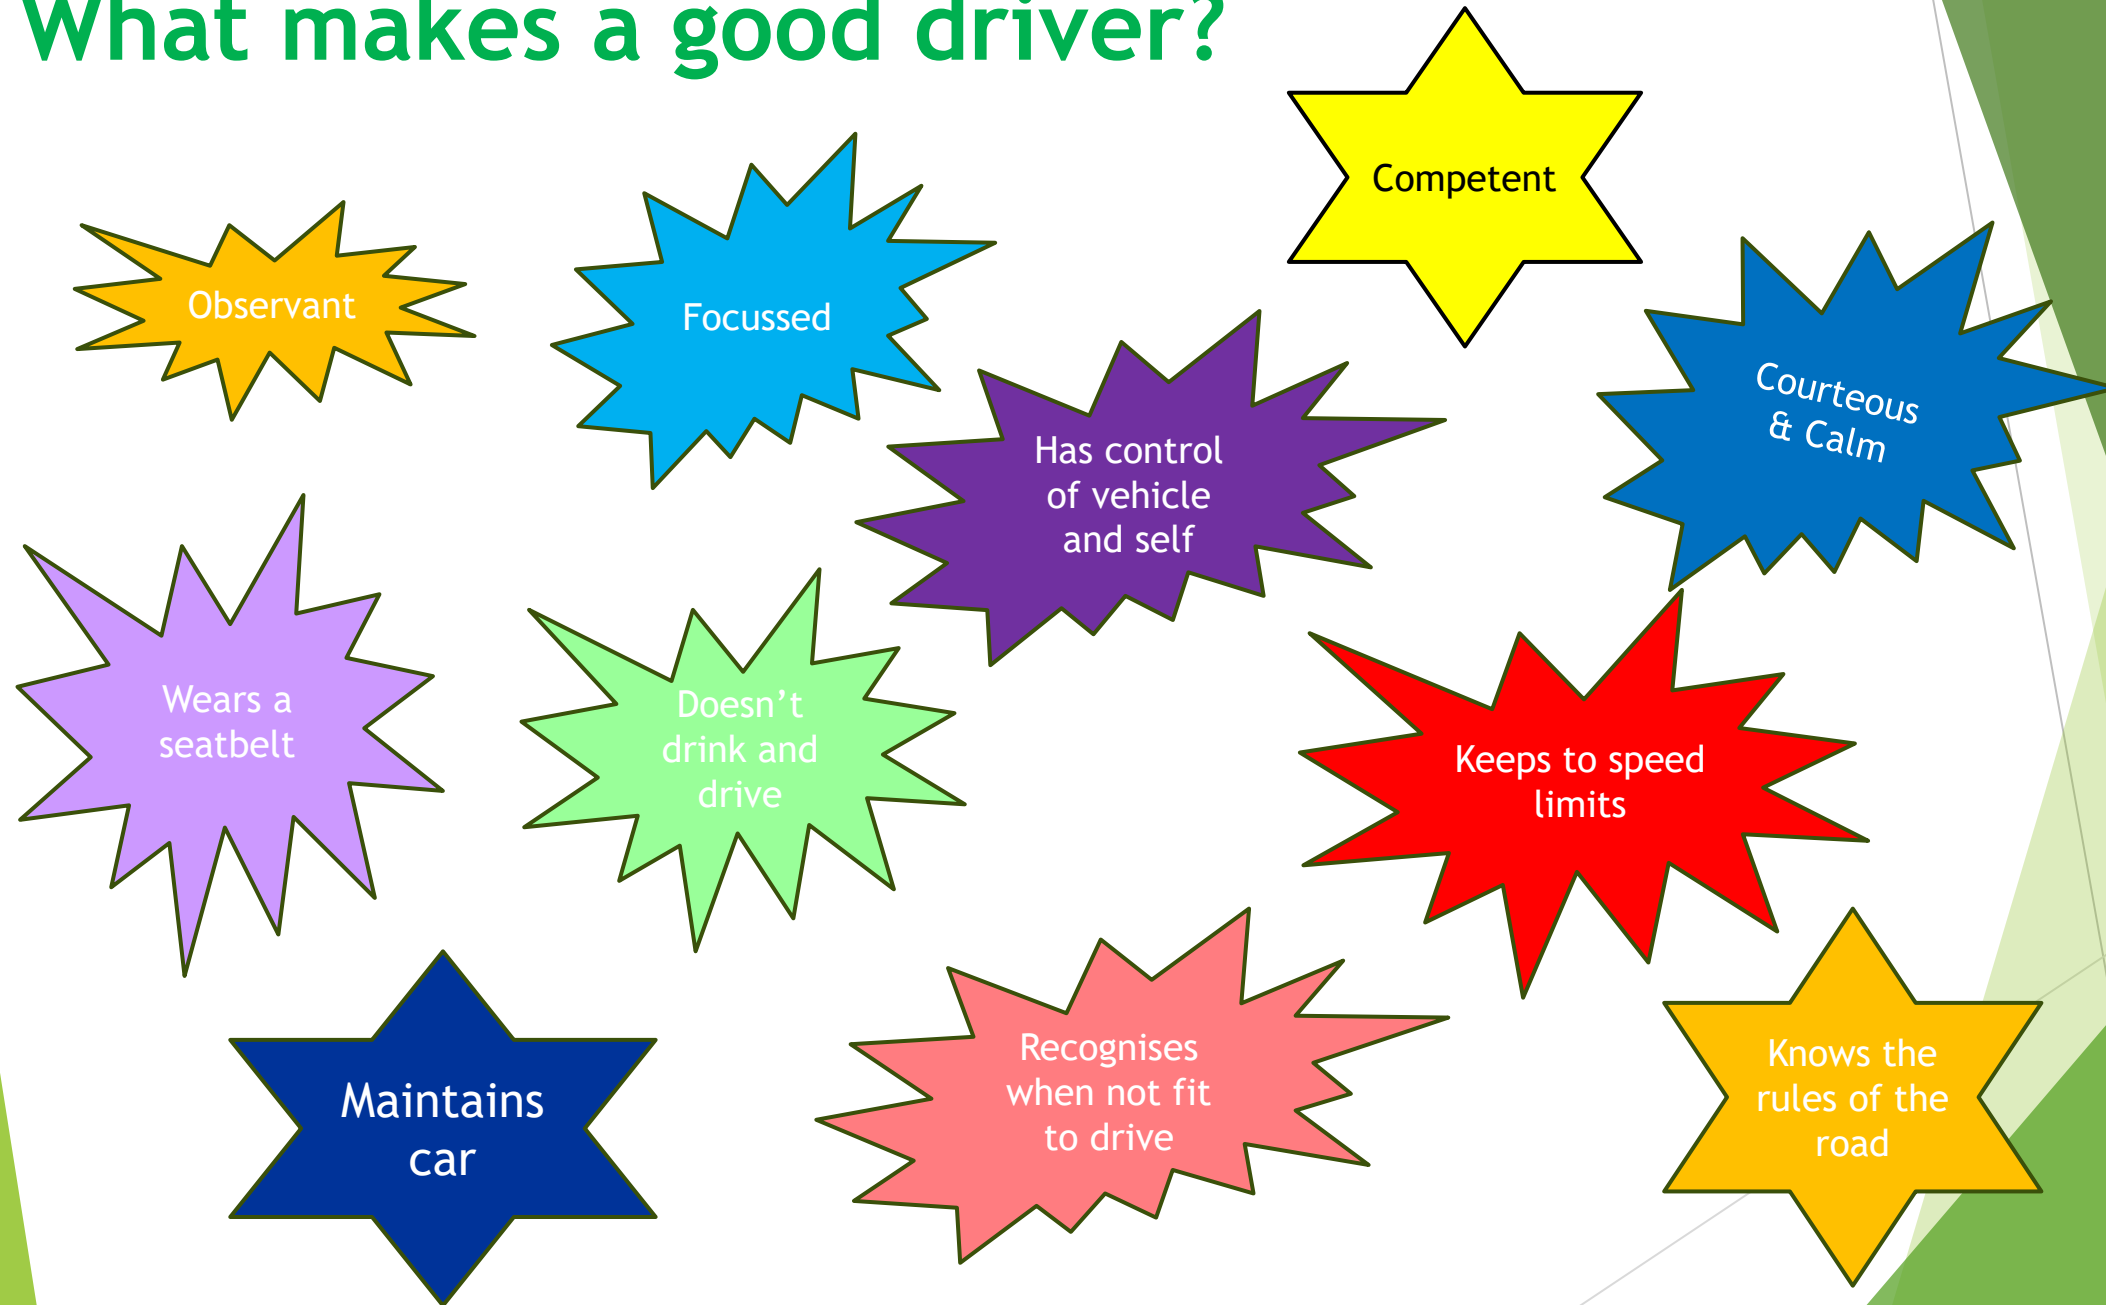 What makes a good driver?
Competent
Observant
Focussed
Courteous
& Calm
Has control
of vehicle
and self
Wears a
seatbelt
Doesn’t
drink and
drive
Keeps to speed
limits
Maintains
car
Recognises
when not fit
to drive
Knows the
rules of the
road